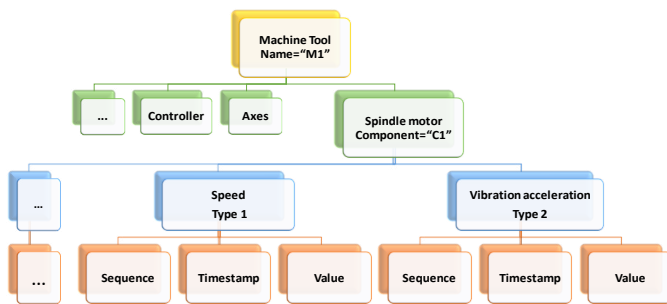 Machine Tool
Name=“M1”
...
Controller
Axes
Spindle motor
Component=“C1”
...
Speed
Type 1
Vibration acceleration
Type 2
...
Sequence
Timestamp
Value
Sequence
Timestamp
Value